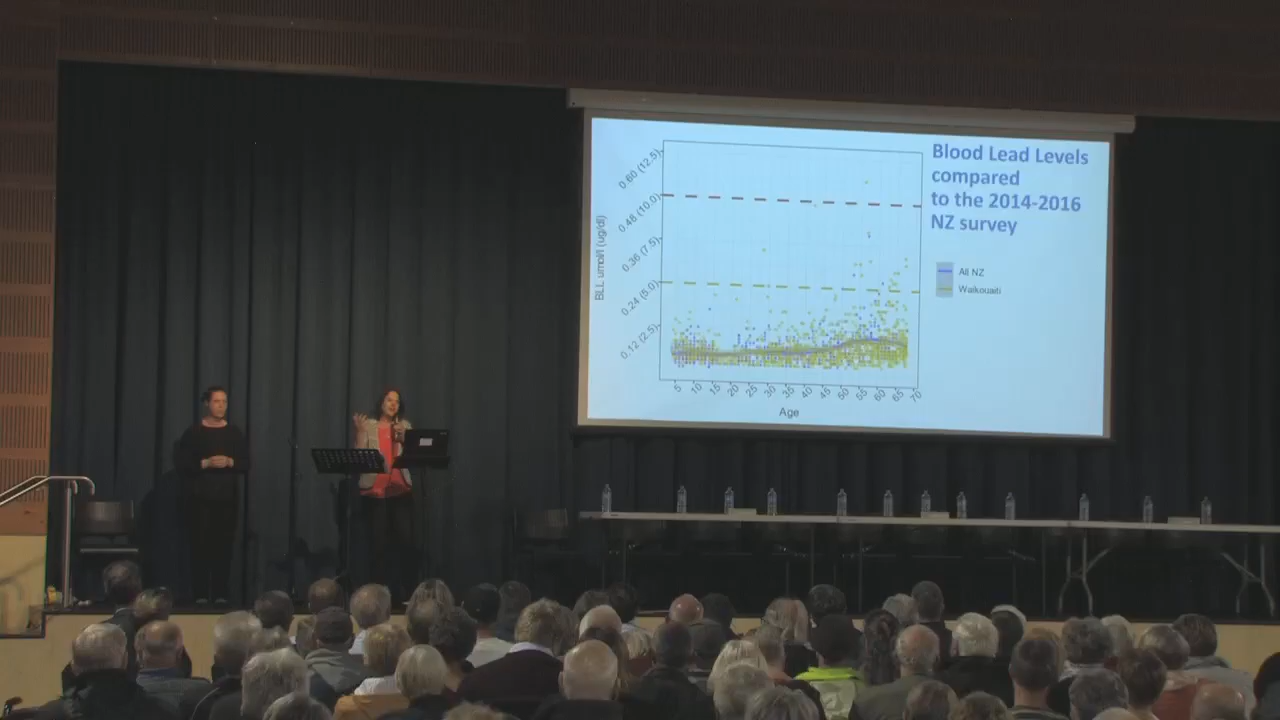 Blood Lead Levels
compared
to the 2014-2016
NZ survey
All NZ
Waikouaiti
BLL umol/l (ug/dl)
0.60 (12.5)
0.48 (10.0)
0.36 (7.5)
0.24 (5.0)
0.12 (2.5)
5 10 15 20 25 30 35 40 45 50 55 60 65 70
Age